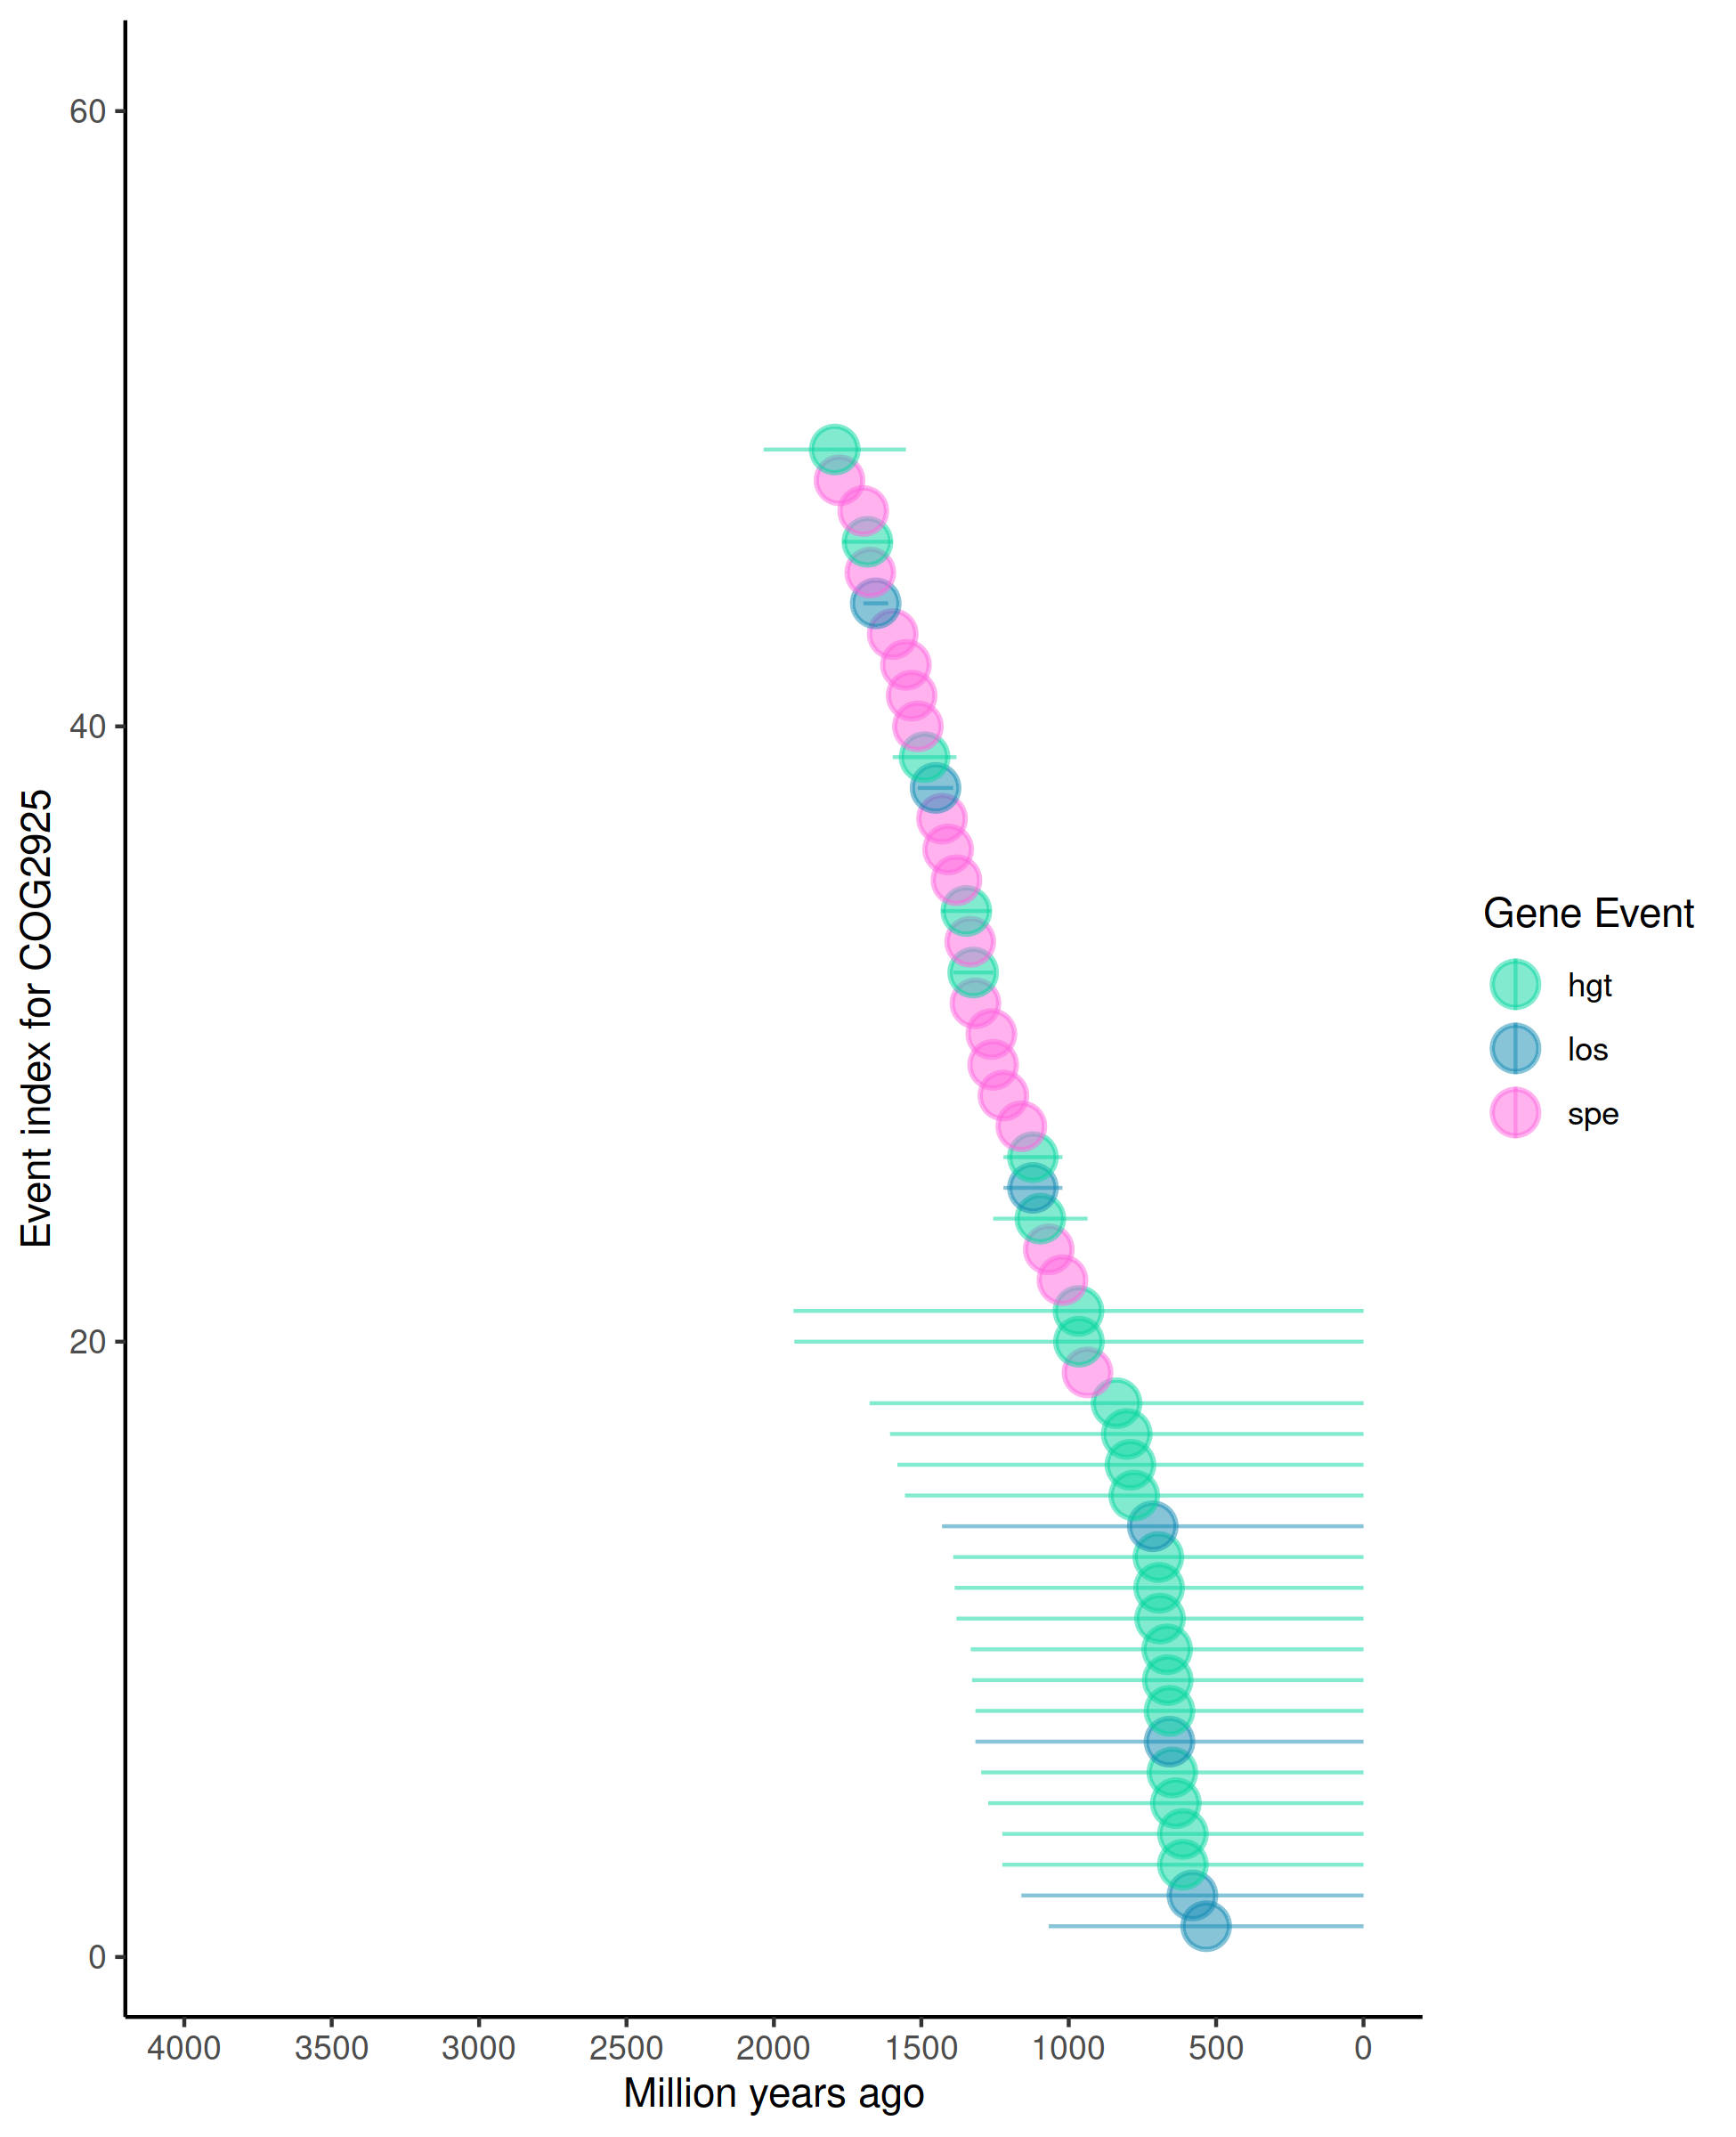 60
40
20
0
Event index for COG2925
4000 3500 3000 2500 2000 1500 1000 500 0
Million years ago
Gene Event
hgt
los
spe